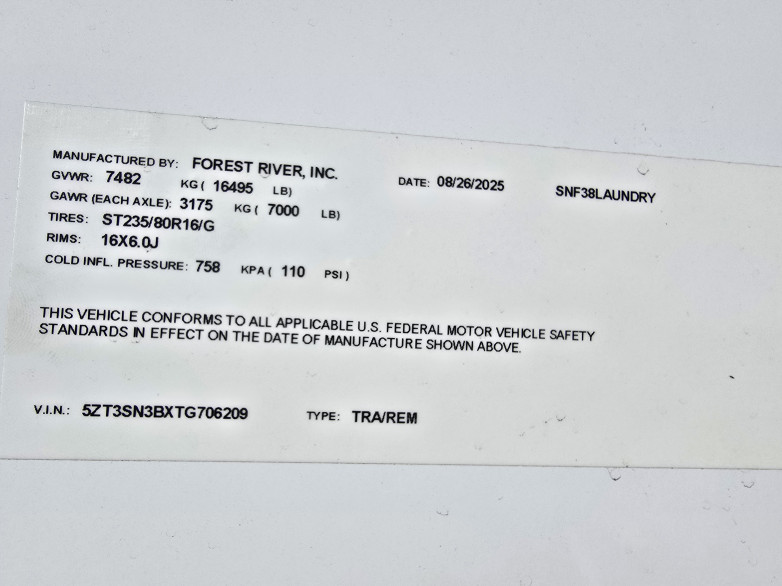 MANUFACTURED BY: FOREST RIVER, INC. DATE: 08/26/2025 SNF38LAUNDRY
GVWR: 7482 KG ( 16495 LB)
GAWR (EACH AXLE): 3175 KG ( 7000 LB)
TIRES: ST235/80R16/G
RIMS: 16X6.0J
COLD INFL. PRESSURE: 758 KPA ( 110 PSI )
THIS VEHICLE CONFORMS TO ALL APPLICABLE U.S. FEDERAL MOTOR VEHICLE SAFETY
STANDARDS IN EFFECT ON THE DATE OF MANUFACTURE SHOWN ABOVE.
V.I.N.: 5ZT3SN3BXTG706209 TYPE: TRA/REM